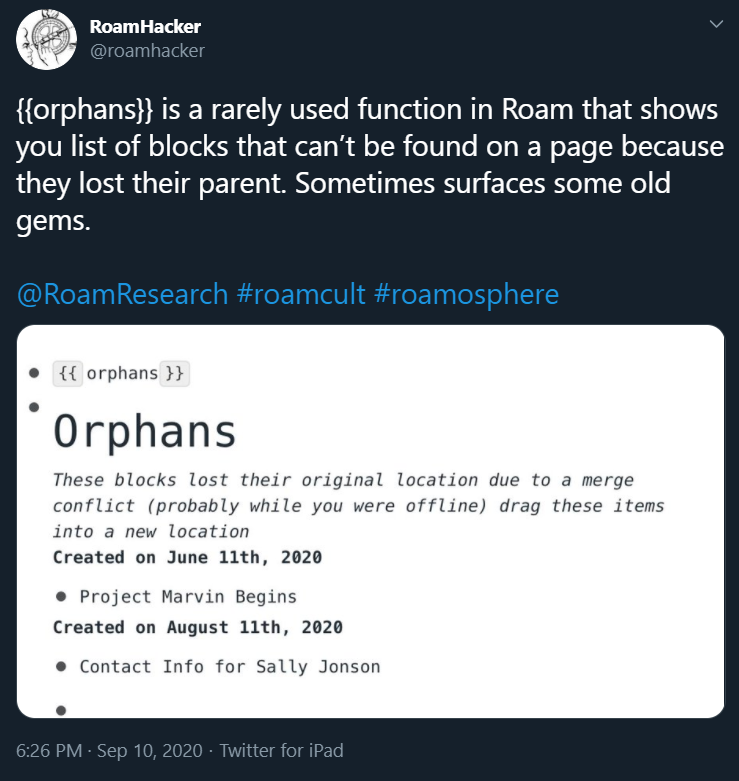 RoamHacker
@roamhacker
{{orphans}} is a rarely used function in Roam that shows
you list of blocks that can’t be found on a page because
they lost their parent. Sometimes surfaces some old
gems.
@RoamResearch #roamcult #roamosphere
{{ orphans }}
Orphans
These blocks lost their original location due to a merge
conflict (probably while you were offline) drag these items
into a new location
Created on June 11th, 2020
Project Marvin Begins
Created on August 11th, 2020
Contact Info for Sally Jonson
6:26 PM · Sep 10, 2020 · Twitter for iPad